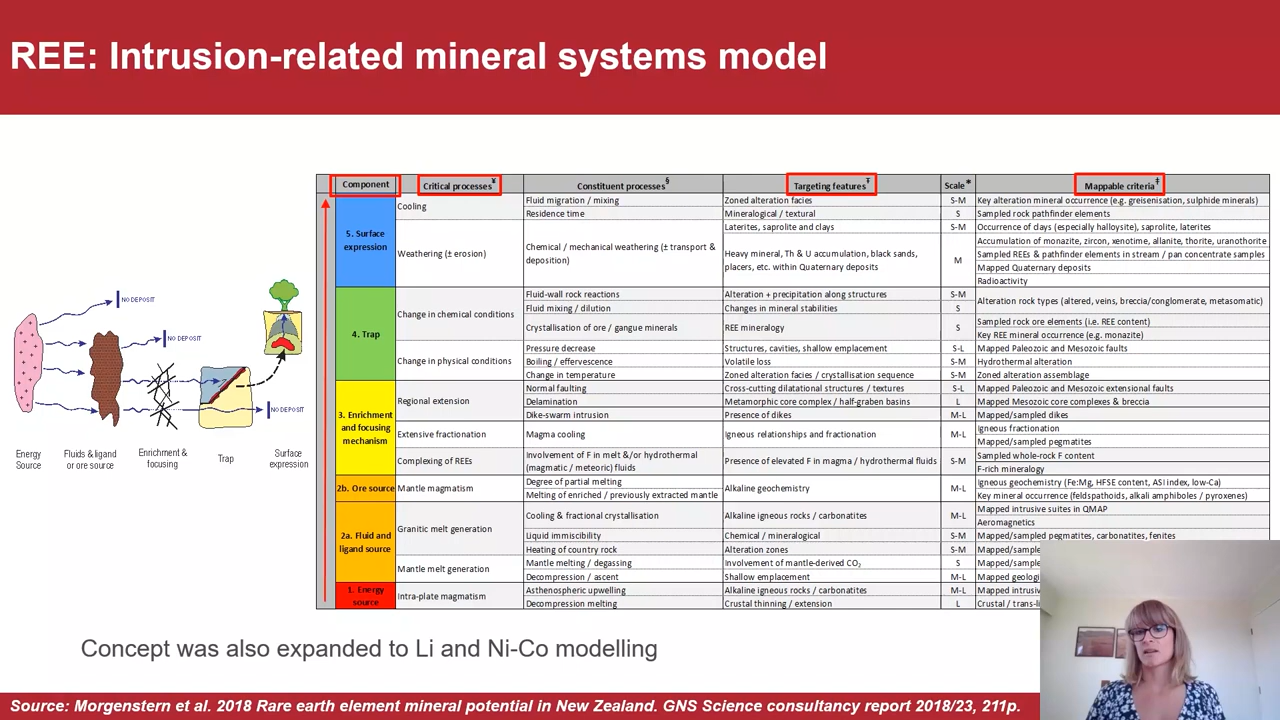 REE: Intrusion-related mineral systems model
NO DEPOSIT
NO DEPOSIT
NO DEPOSIT
Energy Source
Fluids & ligand or ore source
Enrichment & focusing
Trap
Surface expression
Component Critical processes¥ Constituent processes§ Targeting features Ŧ Scale* Mappable criteria‡
5. Surface expression
Cooling
Fluid migration / mixing Zoned alteration facies S-M Key alteration mineral occurrence (e.g. greisenisation, sulphide minerals)
Residence time Mineralogical / textural S Sampled rock pathfinder elements
Weathering (± erosion)
Chemical / mechanical weathering (± transport & deposition)
Laterites, saprolite and clays S-M Occurrence of clays (especially halloysite), saprolite, laterites
Heavy mineral, Th & U accumulation, black sands, placers, etc. within Quaternary deposits M
Accumulation of monazite, zircon, xenotime, allanite, thorite, uranothorite
Sampled REEs & pathfinder elements in stream / pan concentrate samples
Mapped Quaternary deposits
Radioactivity
4. Trap
Change in chemical conditions
Fluid-wall rock reactions Alteration + precipitation along structures S-M
Fluid mixing / dilution Changes in mineral stabilities S
Alteration rock types (altered, veins, breccia/conglomerate, metasomatic)
Crystallisation of ore / gangue minerals REE mineralogy S
Sampled rock ore elements (i.e. REE content)
Key REE mineral occurrence (e.g. monazite)
Change in physical conditions
Pressure decrease Structures, cavities, shallow emplacement S-L Mapped Paleozoic and Mesozoic faults
Boiling / effervescence Volatile loss S-M Hydrothermal alteration
Change in temperature Zoned alteration facies / crystallisation sequence S-M Zoned alteration assemblage
3. Enrichment and focusing mechanism
Regional extension
Normal faulting Cross-cutting dilatational structures / textures S-L Mapped Paleozoic and Mesozoic extensional faults
Delamination Metamorphic core complex / half-graben basins L Mapped Mesozoic core complexes & breccia
Dike-swarm intrusion Presence of dikes M-L Mapped/sampled dikes
Extensive fractionation Magma cooling Igneous relationships and fractionation M-L
Igneous fractionation
Mapped/sampled pegmatites
Complexing of REEs
Involvement of F in melt &/or hydrothermal (magmatic / meteoric) fluids
Presence of elevated F in magma / hydrothermal fluids S-M
Sampled whole-rock F content
F-rich mineralogy
2b. Ore source Mantle magmatism
Degree of partial melting
Melting of enriched / previously extracted mantle
Alkaline geochemistry M-L
Igneous geochemistry (Fe:Mg, HFSE content, ASI index, low-Ca)
Key mineral occurrence (feldspathoids, alkali amphiboles / pyroxenes)
2a. Fluid and ligand source
Granitic melt generation
Cooling & fractional crystallisation Alkaline igneous rocks / carbonatites M-L
Mapped intrusive suites in QMAP
Aeromagnetics
Liquid immiscibility Chemical / mineralogical S-M Mapped/sampled pegmatites, carbonatites, fenites
Heating of country rock Alteration zones S-M Mapped/sam
Mantle melt generation
Mantle melting / degassing Involvement of mantle-derived CO₂ S Mapped/sam
Decompression / ascent Shallow emplacement M-L Mapped geologi
1. Energy source
Intra-plate magmatism
Asthenospheric upwelling Alkaline igneous rocks / carbonatites M-L Mapped intrusiv
Decompression melting Crustal thinning / extension L Crustal / trans-li
Concept was also expanded to Li and Ni-Co modelling
Source: Morgenstern et al. 2018 Rare earth element mineral potential in New Zealand. GNS Science consultancy report 2018/23, 211p.